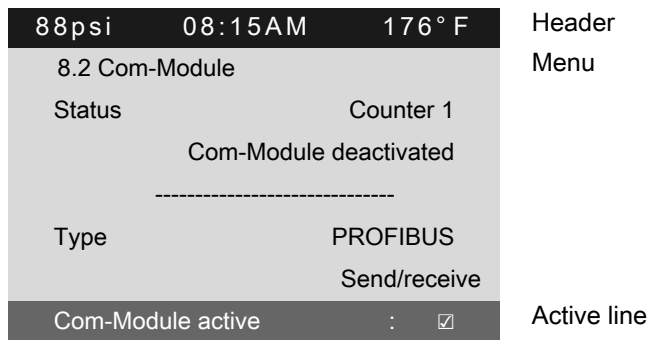 88psi 08:15AM 176°F Header
8.2 Com-Module Menu
Status Counter 1
Com-Module deactivated
------------------------------
Type PROFIBUS
Send/receive
Com-Module active : ☑ Active line